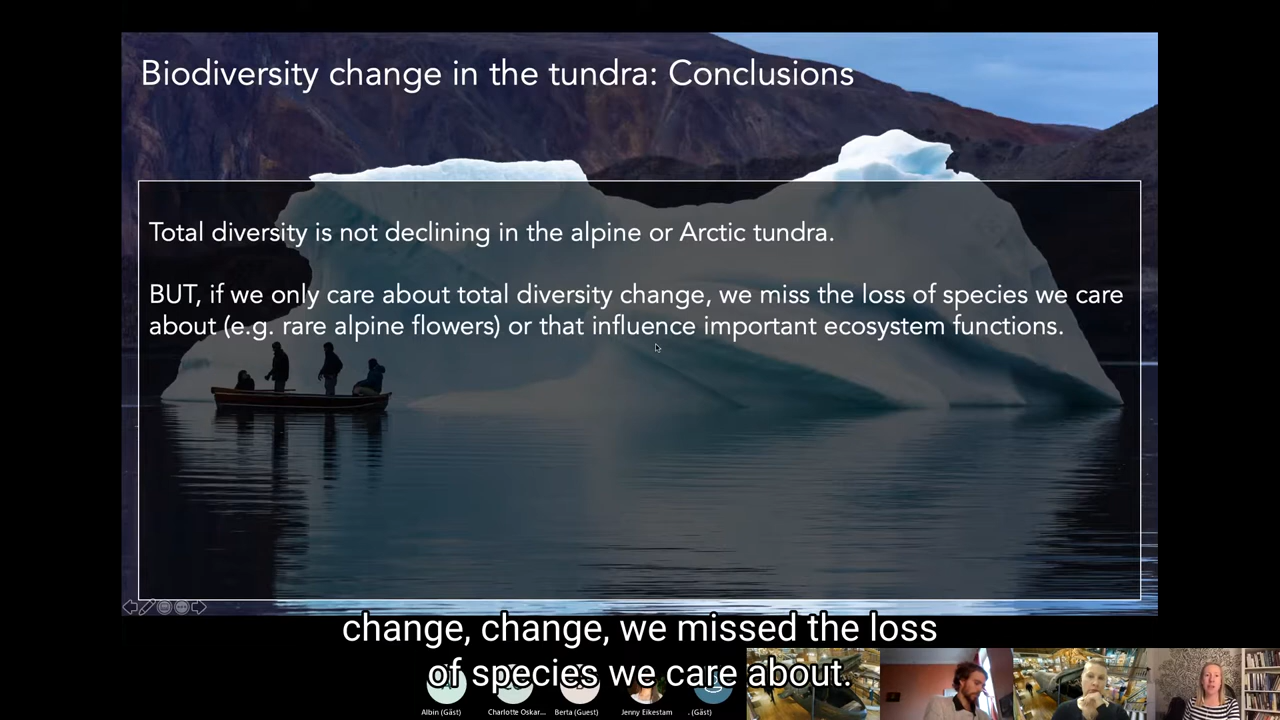 Biodiversity change in the tundra: Conclusions
Total diversity is not declining in the alpine or Arctic tundra.
BUT, if we only care about total diversity change, we miss the loss of species we care
about (e.g. rare alpine flowers) or that influence important ecosystem functions.
change, change, we missed the loss
of species we care about.
Albin (Gäst)
Charlotte Oskar...
Berta (Guest)
Jenny Eikestam
. (Gäst)